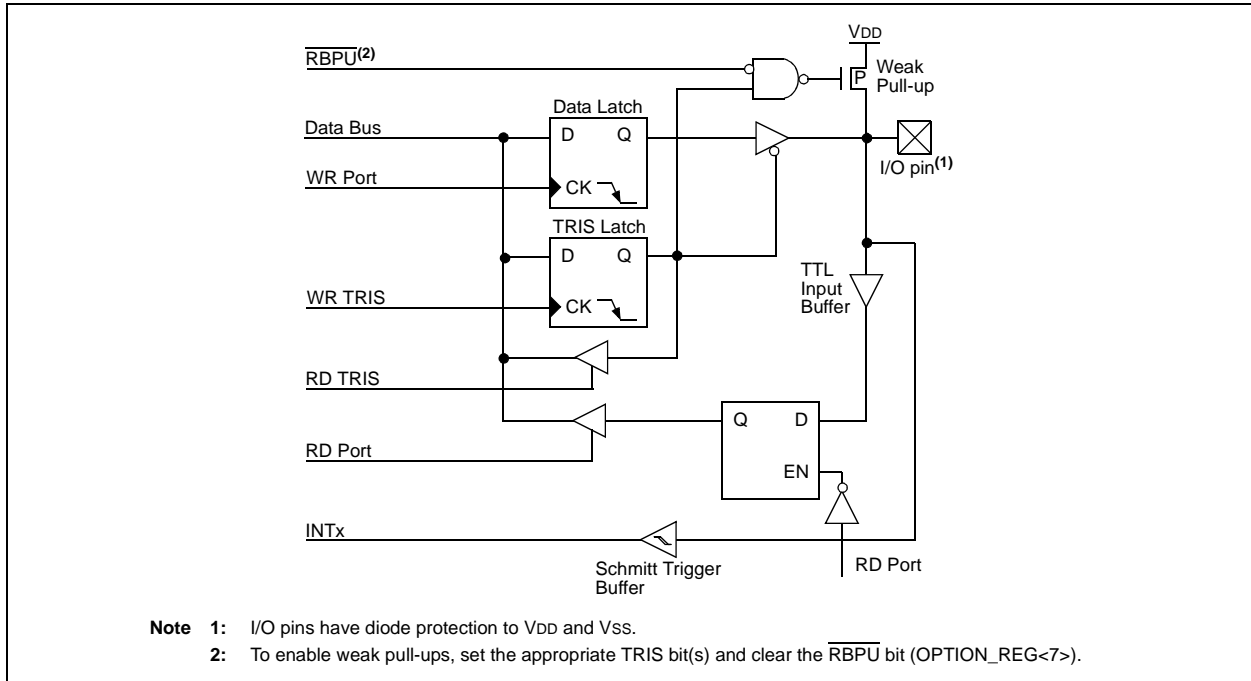 VDD
RBPU(2)
Weak
Pull-up
P
Data Latch
Data Bus
D Q
I/O pin(1)
WR Port
CK
TRIS Latch
D Q
TTL
Input
Buffer
WR TRIS
CK
RD TRIS
Q D
RD Port
EN
INTx
Schmitt Trigger
Buffer
RD Port
Note 1: I/O pins have diode protection to VDD and VSS.
2: To enable weak pull-ups, set the appropriate TRIS bit(s) and clear the RBPU bit (OPTION_REG<7>).